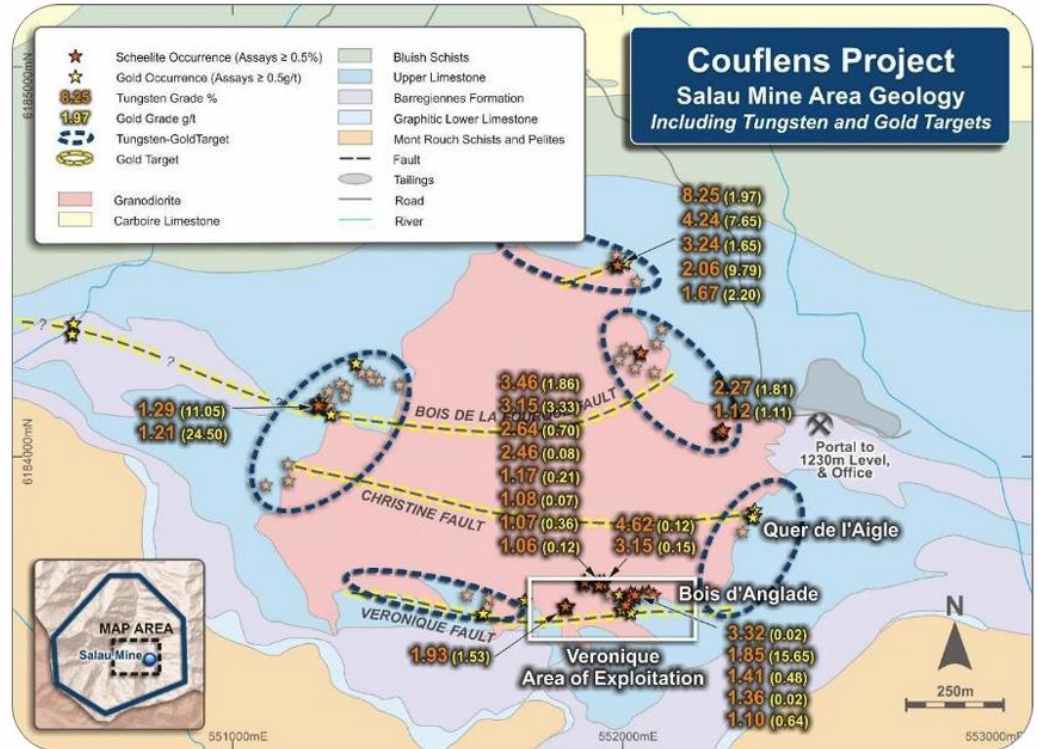 Couflens Project
Salau Mine Area Geology
Including Tungsten and Gold Targets
Scheelite Occurrence (Assays ≥ 0.5%)
Gold Occurrence (Assays ≥ 0.5g/t)
8.25 Tungsten Grade %
1.97 Gold Grade g/t
Tungsten-GoldTarget
Gold Target
Granodiorite
Carboire Limestone
Bluish Schists
Upper Limestone
Barregiennes Formation
Graphitic Lower Limestone
Mont Rouch Schists and Pelites
Fault
Tailings
Road
River
6185000mN
8.25 (1.97)
4.24 (7.65)
3.24 (1.65)
2.06 (9.79)
1.67 (2.20)
?
?
1.29 (11.05)
1.21 (24.50)
BOIS DE LA FAULT
3.46 (1.86)
3.15 (3.33)
2.64 (0.70)
2.46 (0.08)
1.17 (0.21)
1.08 (0.07)
1.07 (0.36)
1.06 (0.12)
2.27 (1.81)
1.12 (1.11)
Portal to
1230m Level,
& Office
6184000mN
CHRISTINE FAULT
4.62 (0.12)
3.15 (0.15)
Quer de l'Aigle
Bois d'Anglade
VERONIQUE FAULT
1.93 (1.53)
Veronique
Area of Exploitation
3.32 (0.02)
1.85 (15.65)
1.41 (0.48)
1.36 (0.02)
1.10 (0.64)
MAP AREA
Salau Mine
N
250m
551000mE
552000mE
553000mE